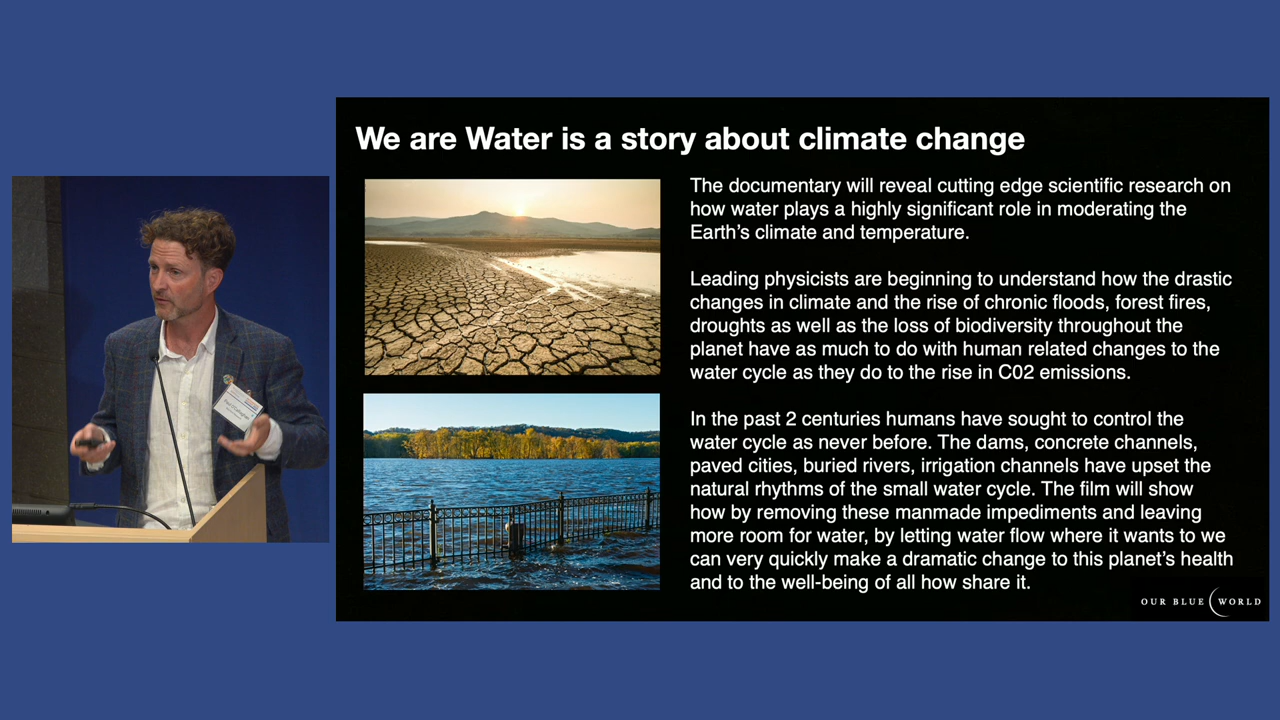 We are Water is a story about climate change
The documentary will reveal cutting edge scientific research on
how water plays a highly significant role in moderating the
Earth's climate and temperature.
Leading physicists are beginning to understand how the drastic
changes in climate and the rise of chronic floods, forest fires,
droughts as well as the loss of biodiversity throughout the
planet have as much to do with human related changes to the
water cycle as they do to the rise in C02 emissions.
In the past 2 centuries humans have sought to control the
water cycle as never before. The dams, concrete channels,
paved cities, buried rivers, irrigation channels have upset the
natural rhythms of the small water cycle. The film will show
how by removing these manmade impediments and leaving
more room for water, by letting water flow where it wants to we
can very quickly make a dramatic change to this planet's health
and to the well-being of all how share it.
OUR BLUE WORLD